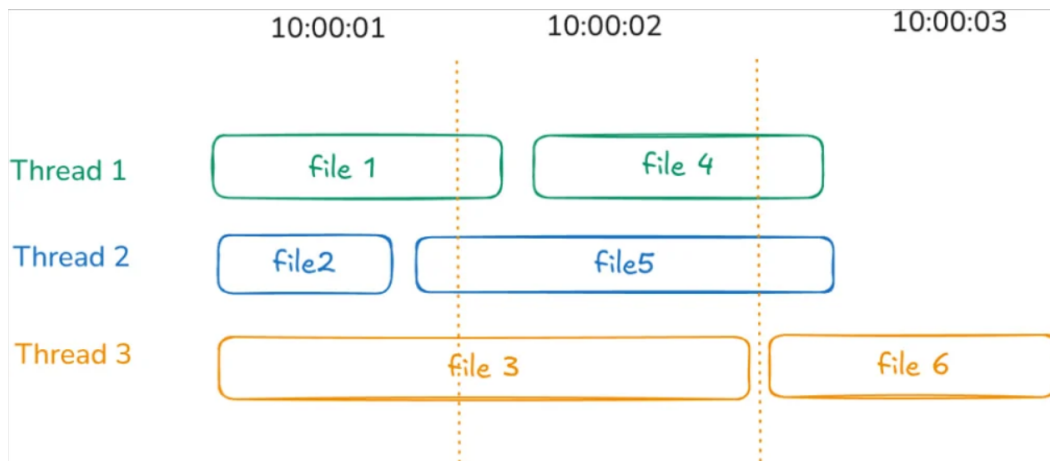 10:00:01 10:00:02 10:00:03
Thread 1 file 1 file 4
Thread 2 file2 file5
Thread 3 file 3 file 6